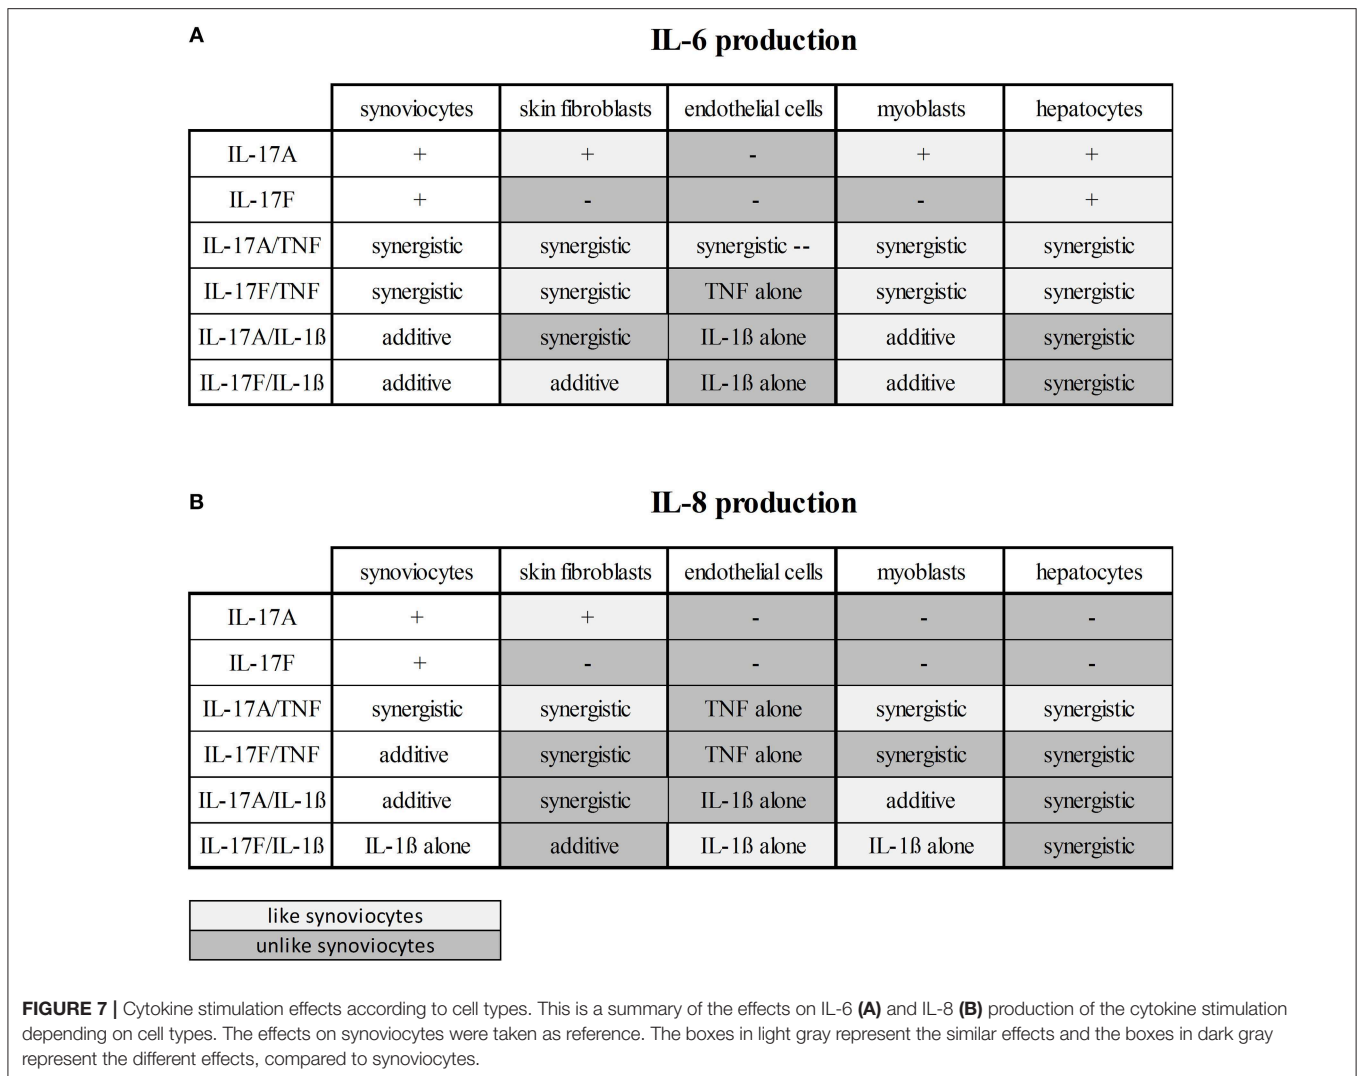 A
IL-6 production
synoviocytes skin fibroblasts endothelial cells myoblasts hepatocytes
IL-17A + + - + +
IL-17F + - - - +
IL-17A/TNF synergistic synergistic synergistic -- synergistic synergistic
IL-17F/TNF synergistic synergistic TNF alone synergistic synergistic
IL-17A/IL-1ß additive synergistic IL-1ß alone additive synergistic
IL-17F/IL-1ß additive additive IL-1ß alone additive synergistic
B
IL-8 production
synoviocytes skin fibroblasts endothelial cells myoblasts hepatocytes
IL-17A + + - - -
IL-17F + - - - -
IL-17A/TNF synergistic synergistic TNF alone synergistic synergistic
IL-17F/TNF additive synergistic TNF alone synergistic synergistic
IL-17A/IL-1ß additive synergistic IL-1ß alone additive synergistic
IL-17F/IL-1ß IL-1ß alone additive IL-1ß alone IL-1ß alone synergistic
like synoviocytes
unlike synoviocytes
FIGURE 7 | Cytokine stimulation effects according to cell types. This is a summary of the effects on IL-6 (A) and IL-8 (B) production of the cytokine stimulation
depending on cell types. The effects on synoviocytes were taken as reference. The boxes in light gray represent the similar effects and the boxes in dark gray
represent the different effects, compared to synoviocytes.